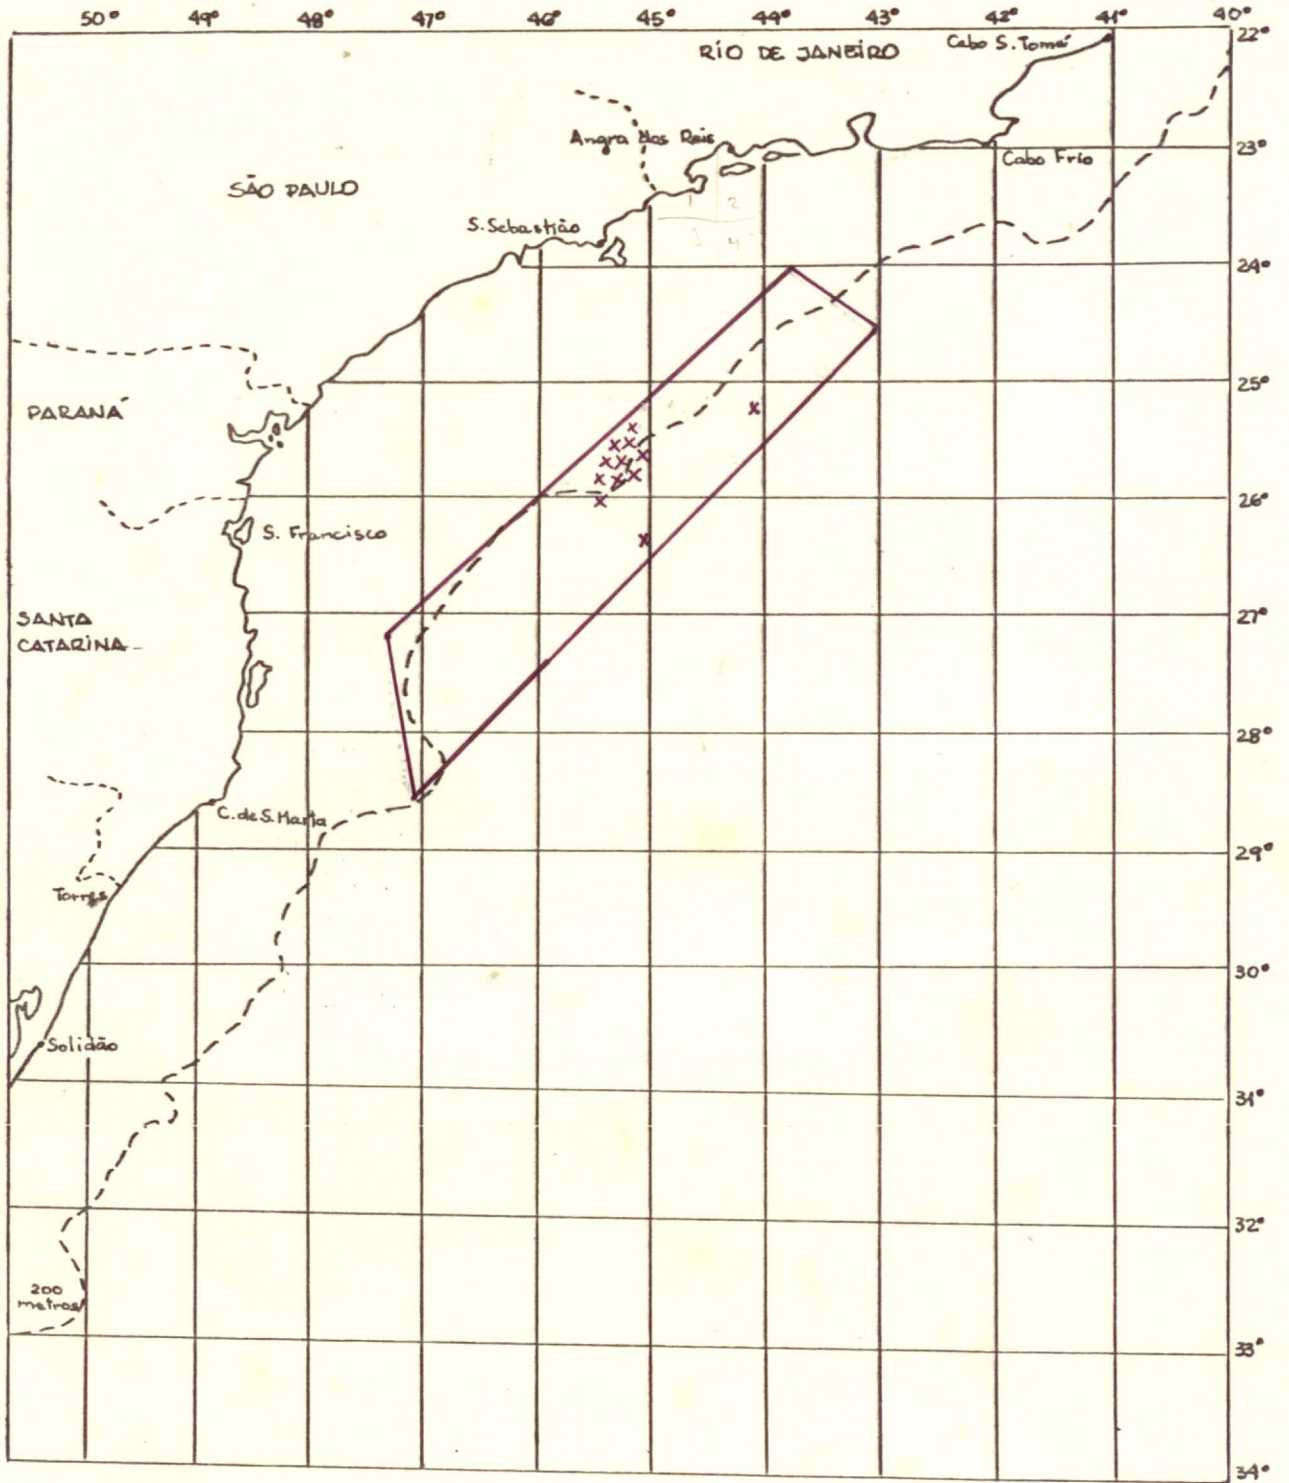 50° 49° 48° 47° 46° 45° 44° 43° 42° 41° 40°
22°
RÍO DE JANEIRO
Cabo S. Tomé
Angra dos Reis
23°
Cabo Frío
SÃO PAULO
1 2
3 4
S. Sebastião
24°
25°
PARANÁ
26°
S. Francisco
27°
SANTA
CATARINA
28°
C. de S. Marta
29°
Torres
30°
Solidão
31°
32°
200
metros
33°
34°